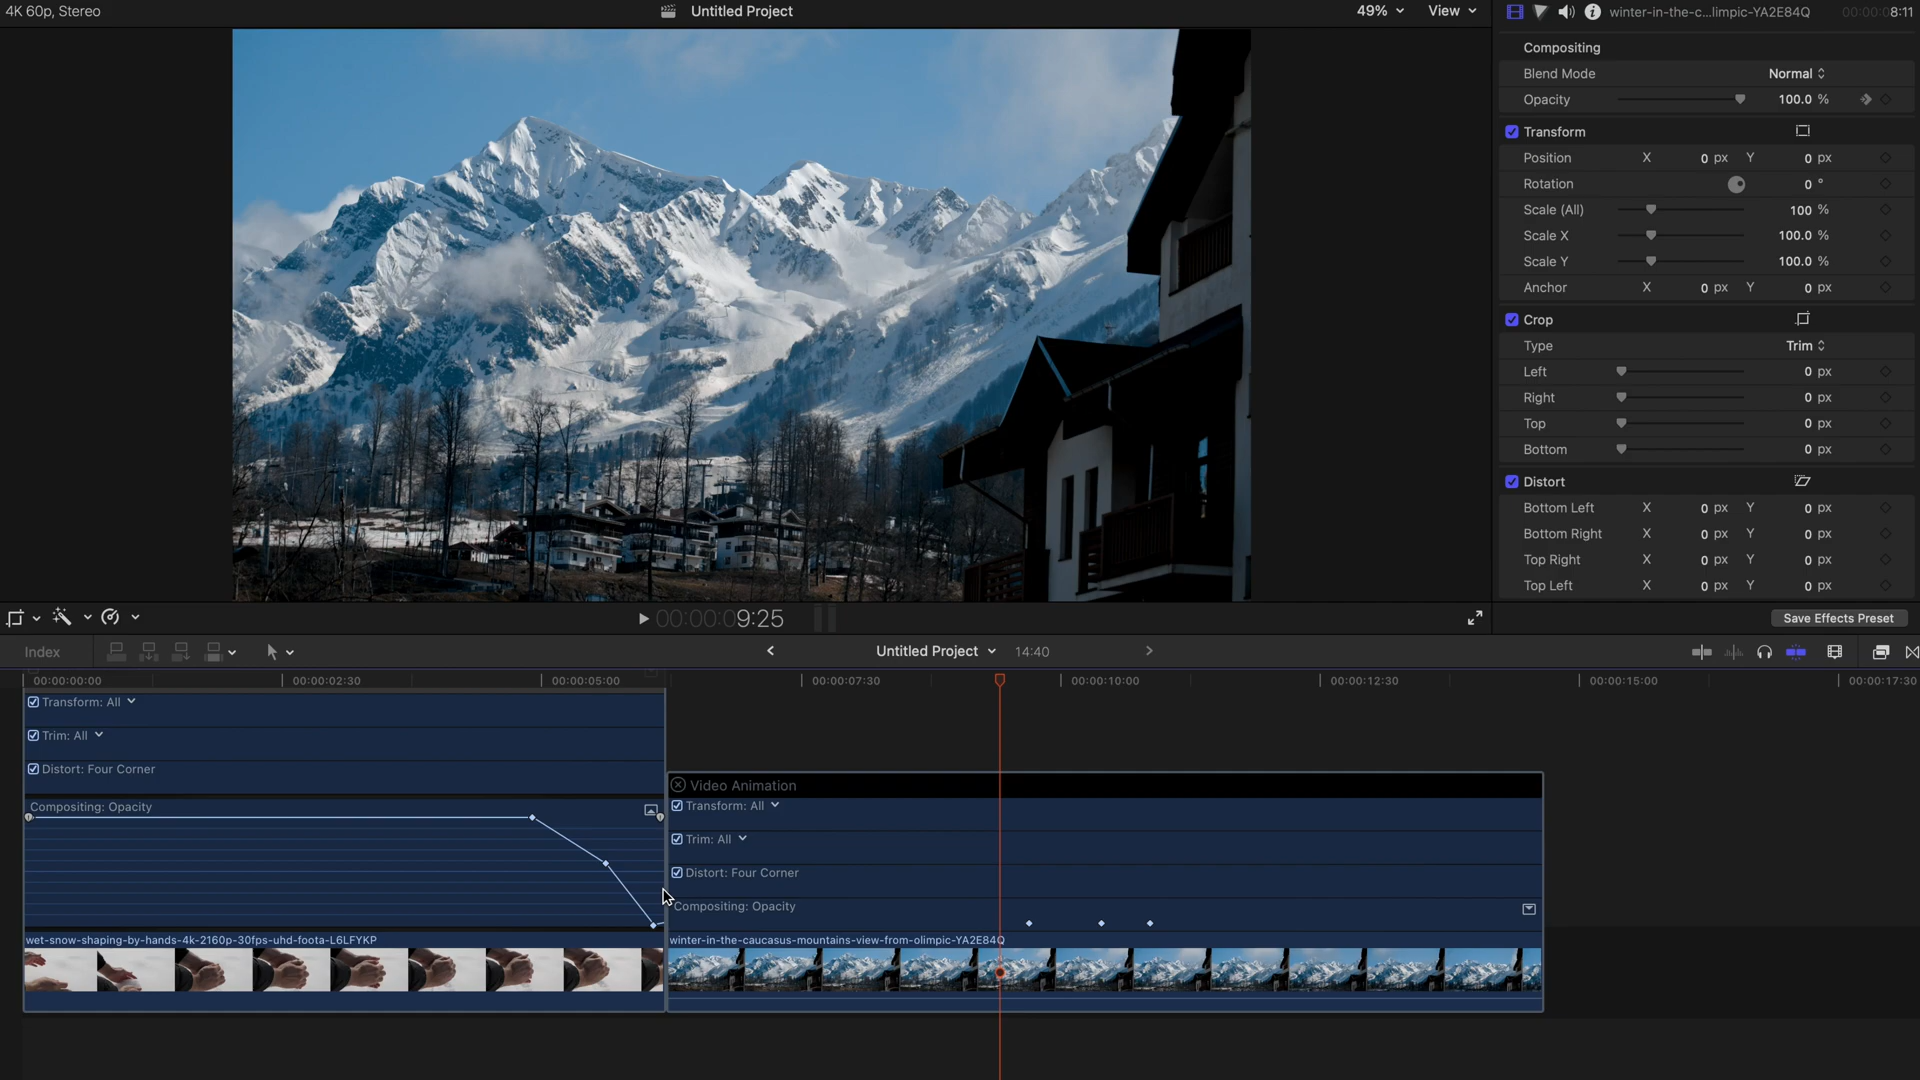 4K 60p, Stereo
Untitled Project
49%
View
winter-in-the-c...limpic-YA2E84Q
00:00:08:11
Compositing
Blend Mode
Normal
Opacity
100.0 %
Transform
Position X 0 px Y 0 px
Rotation 0 °
Scale (All) 100 %
Scale X 100.0 %
Scale Y 100.0 %
Anchor X 0 px Y 0 px
Crop
Type Trim
Left 0 px
Right 0 px
Top 0 px
Bottom 0 px
Distort
Bottom Left X 0 px Y 0 px
Bottom Right X 0 px Y 0 px
Top Right X 0 px Y 0 px
Top Left X 0 px Y 0 px
00:00:09:25
Save Effects Preset
Index
Untitled Project
14:40
00:00:00:00
00:00:02:30
00:00:05:00
00:00:07:30
00:00:10:00
00:00:12:30
00:00:15:00
00:00:17:30
Transform: All
Trim: All
Distort: Four Corner
Compositing: Opacity
wet-snow-shaping-by-hands-4k-2160p-30fps-uhd-foota-L6LFYKP
Video Animation
Transform: All
Trim: All
Distort: Four Corner
Compositing: Opacity
winter-in-the-caucasus-mountains-view-from-olimpic-YA2E84Q